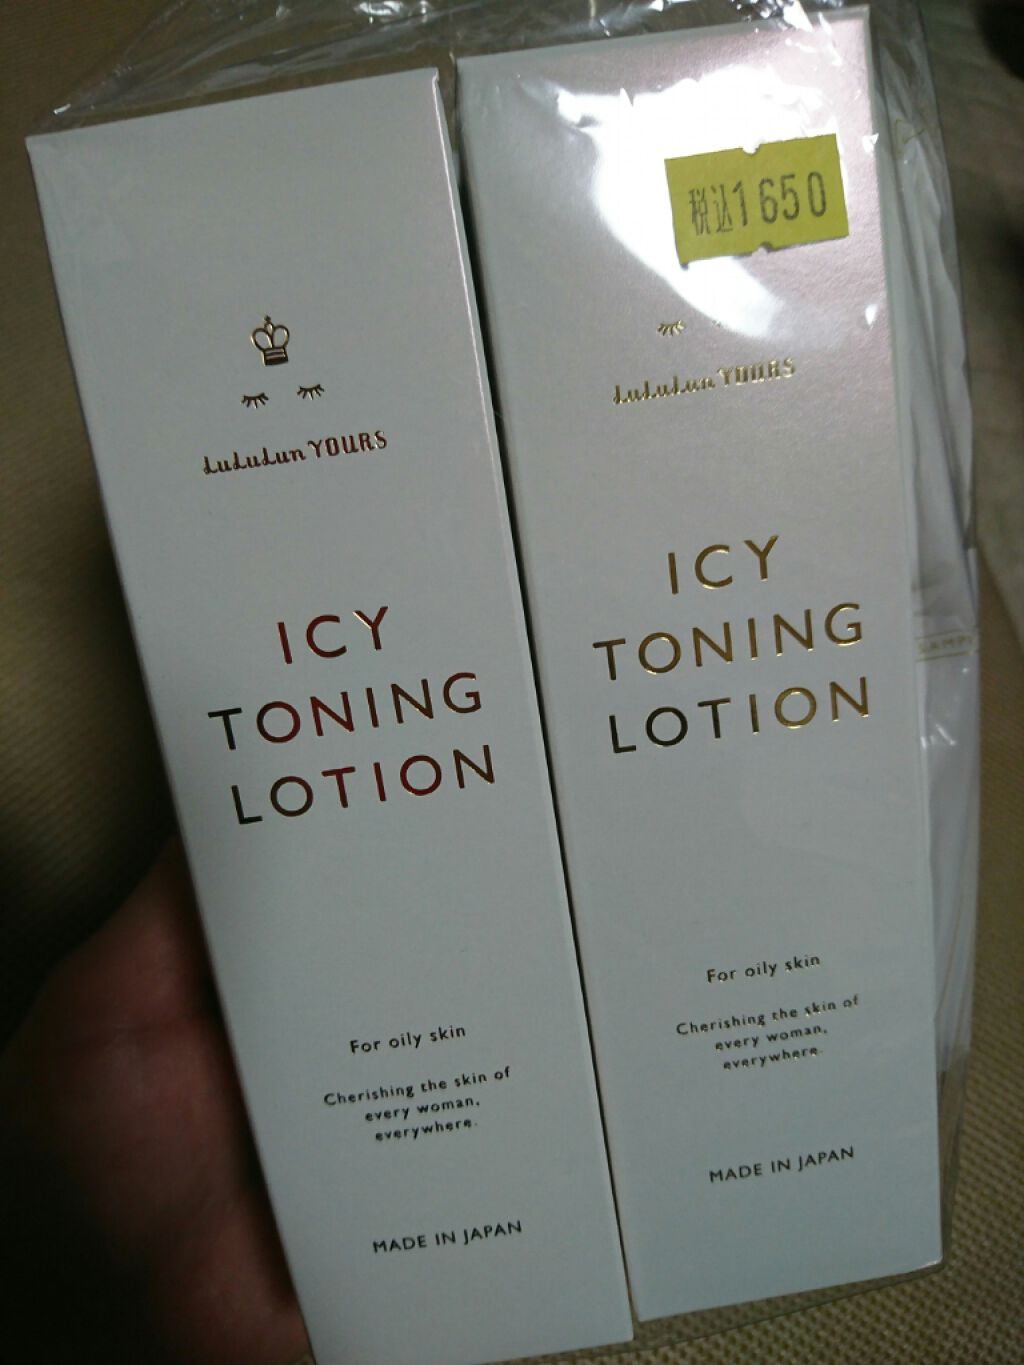 LuLuLun YOURS
ICY
TONING
LOTION
For oily skin
Cherishing the skin of
every woman,
everywhere.
MADE IN JAPAN
税込1650
LuLuLun YOURS
ICY
TONING
LOTION
For oily skin
Cherishing the skin of
every woman,
everywhere.
MADE IN JAPAN